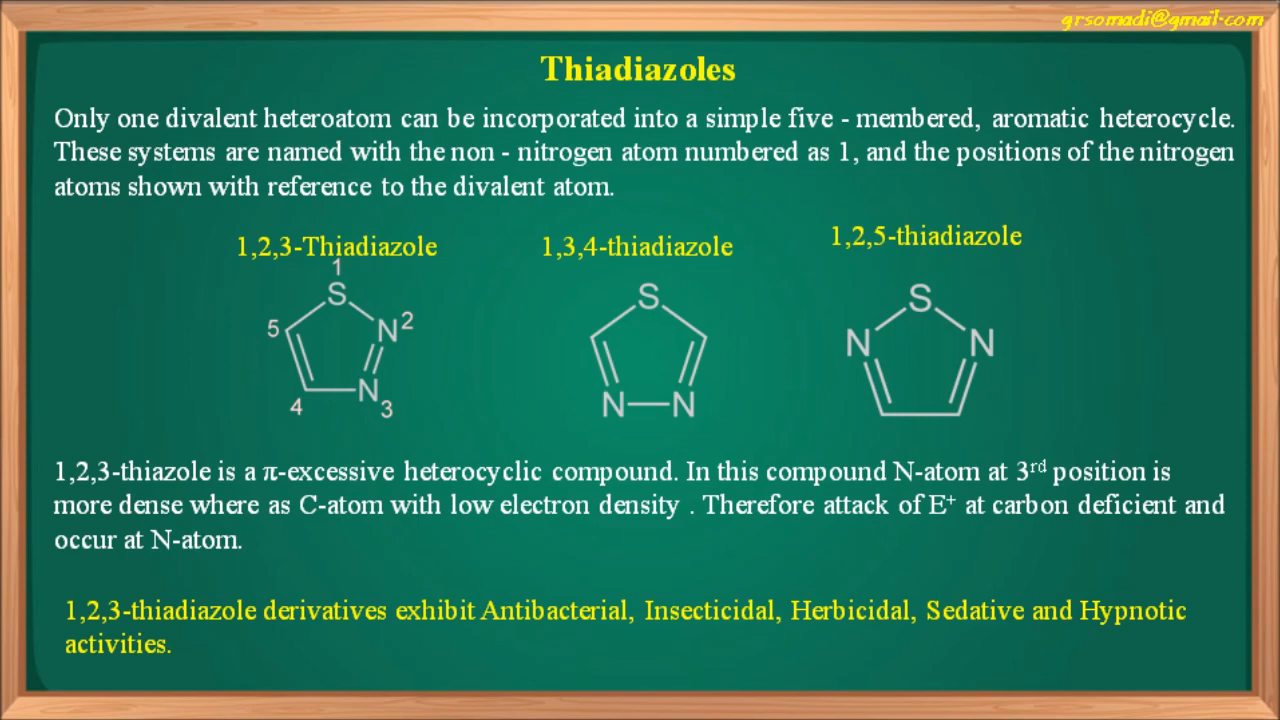 grsomadi@gmail.com
Thiadiazoles
Only one divalent heteroatom can be incorporated into a simple five - membered, aromatic heterocycle.
These systems are named with the non - nitrogen atom numbered as 1, and the positions of the nitrogen
atoms shown with reference to the divalent atom.
1,2,3-Thiadiazole
1,3,4-thiadiazole
1,2,5-thiadiazole
1
S
5
N 2
4
N
3
S
N N
S
N N
1,2,3-thiazole is a π-excessive heterocyclic compound. In this compound N-atom at 3rd position is
more dense where as C-atom with low electron density . Therefore attack of E+ at carbon deficient and
occur at N-atom.
1,2,3-thiadiazole derivatives exhibit Antibacterial, Insecticidal, Herbicidal, Sedative and Hypnotic
activities.